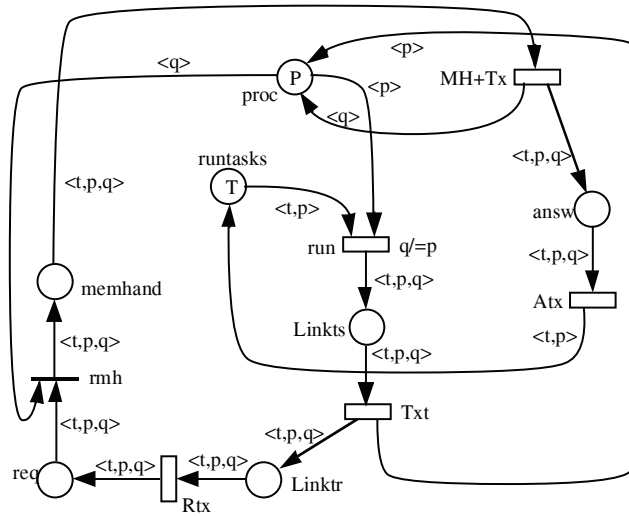 <p>
<q>
P
<p>
MH+Tx
proc
<q>
runtasks
<t,p,q>
<t,p,q>
T
<t,p>
answ
run
q/=p
<t,p,q>
<t,p,q>
memhand
Atx
Linkts
<t,p>
<t,p,q>
<t,p,q>
rmh
Txt
<t,p,q>
<t,p,q>
<t,p,q>
<t,p,q>
req
Linktr
Rtx